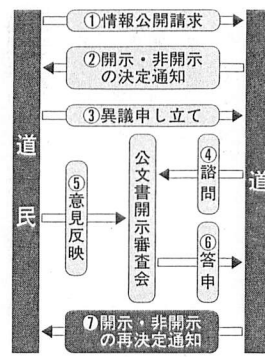 ①情報公開請求
②開示・非開示
の決定通知
③異議申し立て
道民
道
公文書開示審査会
④諮問
⑤意見反映
⑥答申
⑦開示・非開示
の再決定通知